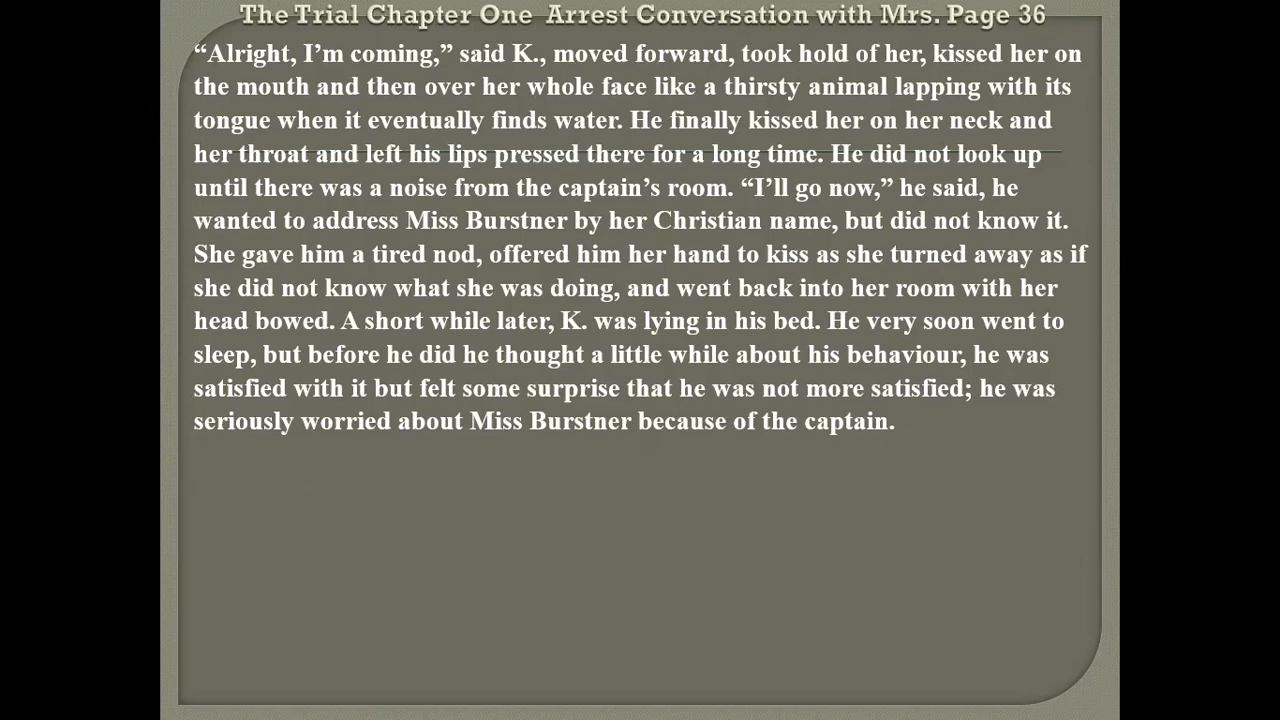 The Trial Chapter One Arrest Conversation with Mrs. Page 36
“Alright, I’m coming,” said K., moved forward, took hold of her, kissed her on
the mouth and then over her whole face like a thirsty animal lapping with its
tongue when it eventually finds water. He finally kissed her on her neck and
her throat and left his lips pressed there for a long time. He did not look up
until there was a noise from the captain’s room. “I’ll go now,” he said, he
wanted to address Miss Burstner by her Christian name, but did not know it.
She gave him a tired nod, offered him her hand to kiss as she turned away as if
she did not know what she was doing, and went back into her room with her
head bowed. A short while later, K. was lying in his bed. He very soon went to
sleep, but before he did he thought a little while about his behaviour, he was
satisfied with it but felt some surprise that he was not more satisfied; he was
seriously worried about Miss Burstner because of the captain.